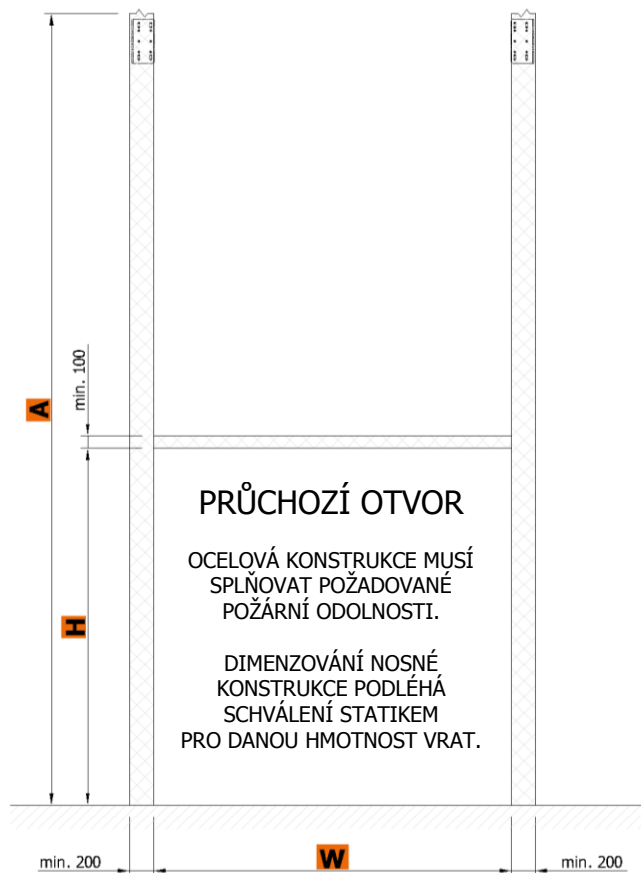 A
min. 100
PRŮCHOZÍ OTVOR
OCELOVÁ KONSTRUKCE MUSÍ
SPLŇOVAT POŽADOVANÉ
POŽÁRNÍ ODOLNOSTI.
H
DIMENZOVÁNÍ NOSNÉ
KONSTRUKCE PODLÉHÁ
SCHVÁLENÍ STATIKEM
PRO DANOU HMOTNOST VRAT.
min. 200
W
min. 200